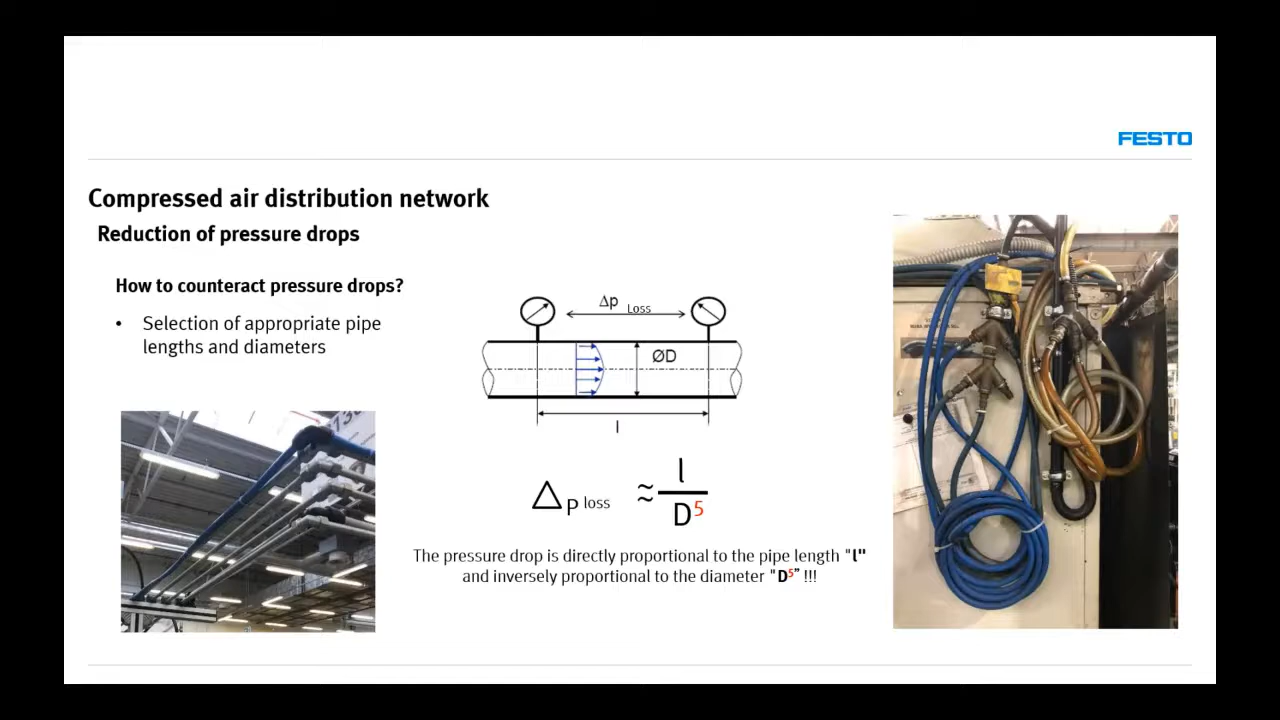 FESTO
Compressed air distribution network
Reduction of pressure drops
How to counteract pressure drops?
• Selection of appropriate pipe
lengths and diameters
Δp Loss
ØD
l
Δ p loss ≈ l / D⁵
The pressure drop is directly proportional to the pipe length "l"
and inversely proportional to the diameter "D⁵” !!!